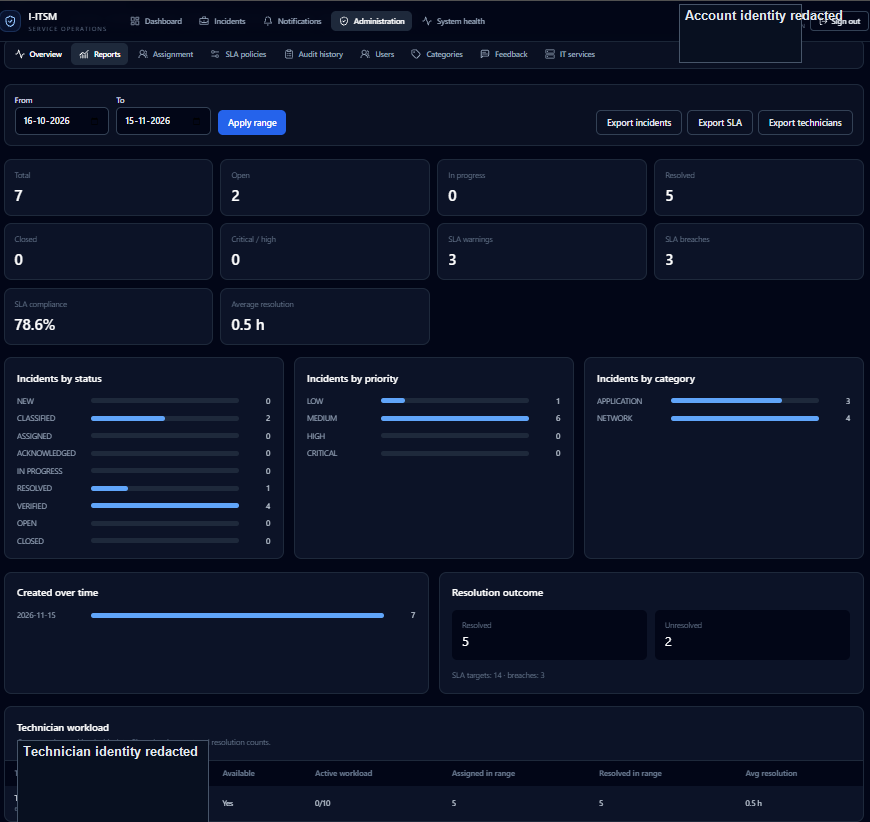 I-ITSM
SERVICE OPERATIONS
Dashboard
Incidents
Notifications
Administration
System health
Account identity redacted
Sign out
Overview
Reports
Assignment
SLA policies
Audit history
Users
Categories
Feedback
IT services
From
To
16-10-2026
15-11-2026
Apply range
Export incidents
Export SLA
Export technicians
Total
7
Open
2
In progress
0
Resolved
5
Closed
0
Critical / high
0
SLA warnings
3
SLA breaches
3
SLA compliance
78.6%
Average resolution
0.5 h
Incidents by status
NEW 0
CLASSIFIED 2
ASSIGNED 0
ACKNOWLEDGED 0
IN PROGRESS 0
RESOLVED 1
VERIFIED 4
OPEN 0
CLOSED 0
Incidents by priority
LOW 1
MEDIUM 6
HIGH 0
CRITICAL 0
Incidents by category
APPLICATION 3
NETWORK 4
Created over time
2026-11-15 7
Resolution outcome
Resolved
5
Unresolved
2
SLA targets: 14 · breaches: 3
Technician workload
resolution counts.
Technician identity redacted
Available Active workload Assigned in range Resolved in range Avg resolution
Yes 0/10 5 5 0.5 h